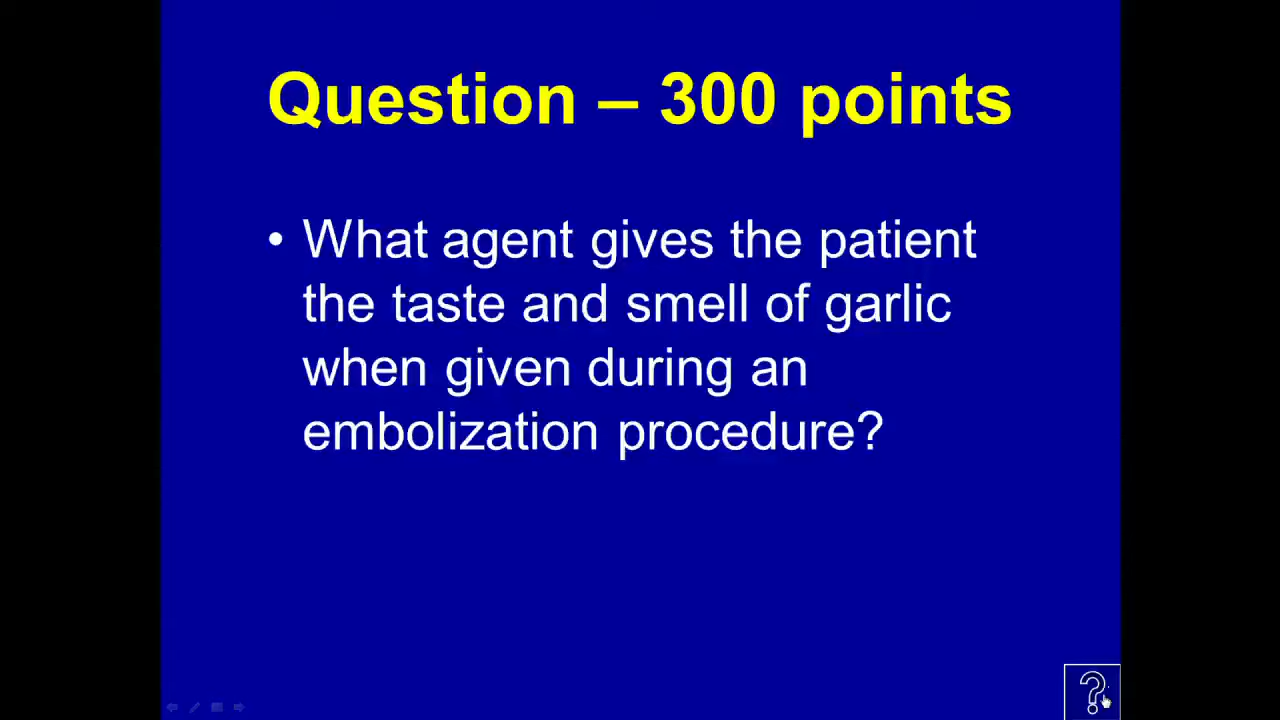 Question – 300 points
• What agent gives the patient
the taste and smell of garlic
when given during an
embolization procedure?
?